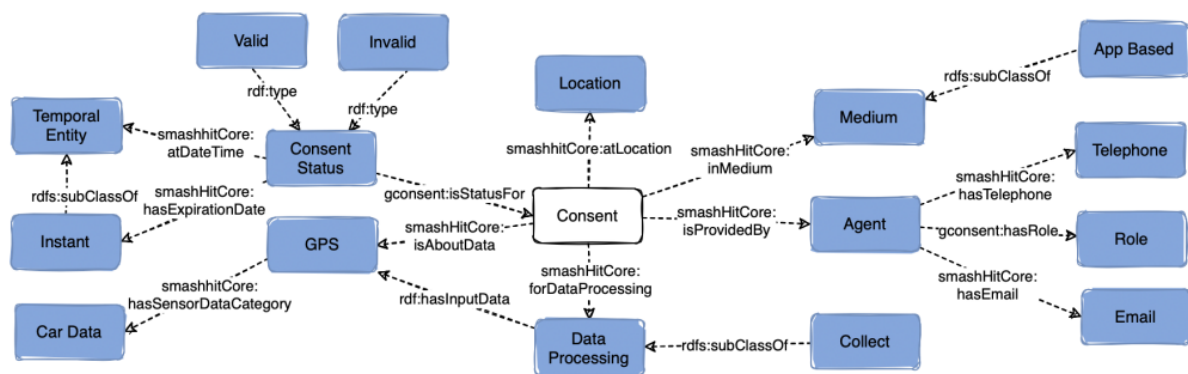 Valid
Invalid
rdf:type
rdf:type
Temporal
Entity
smashhitCore:
atDateTime
Consent
Status
rdfs:subClassOf
smashHitCore:
hasExpirationDate
Instant
gconsent:isStatusFor
GPS
smashHitCore:
isAboutData
smashhitCore:
hasSensorDataCategory
Car Data
rdf:hasInputData
Location
smashhitCore:atLocation
Consent
smashHitCore:
forDataProcessing
Data
Processing
rdfs:subClassOf
Collect
smashHitCore:
inMedium
Medium
rdfs:subClassOf
App Based
smashHitCore:
isProvidedBy
Agent
smashHitCore:
hasTelephone
Telephone
gconsent:hasRole
Role
smashHitCore:
hasEmail
Email